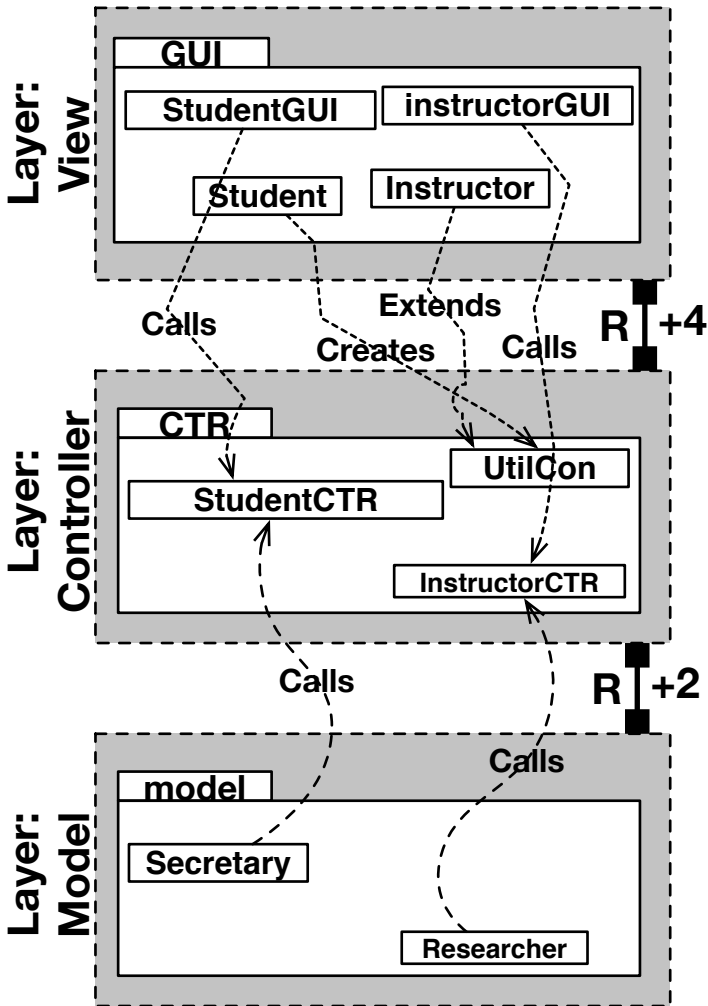 Layer:
View
GUI
StudentGUI
instructorGUI
Student
Instructor
Calls
Creates
Extends
Calls
R +4
Layer:
Controller
CTR
UtilCon
StudentCTR
InstructorCTR
Calls
R +2
Calls
Layer:
Model
model
Secretary
Researcher